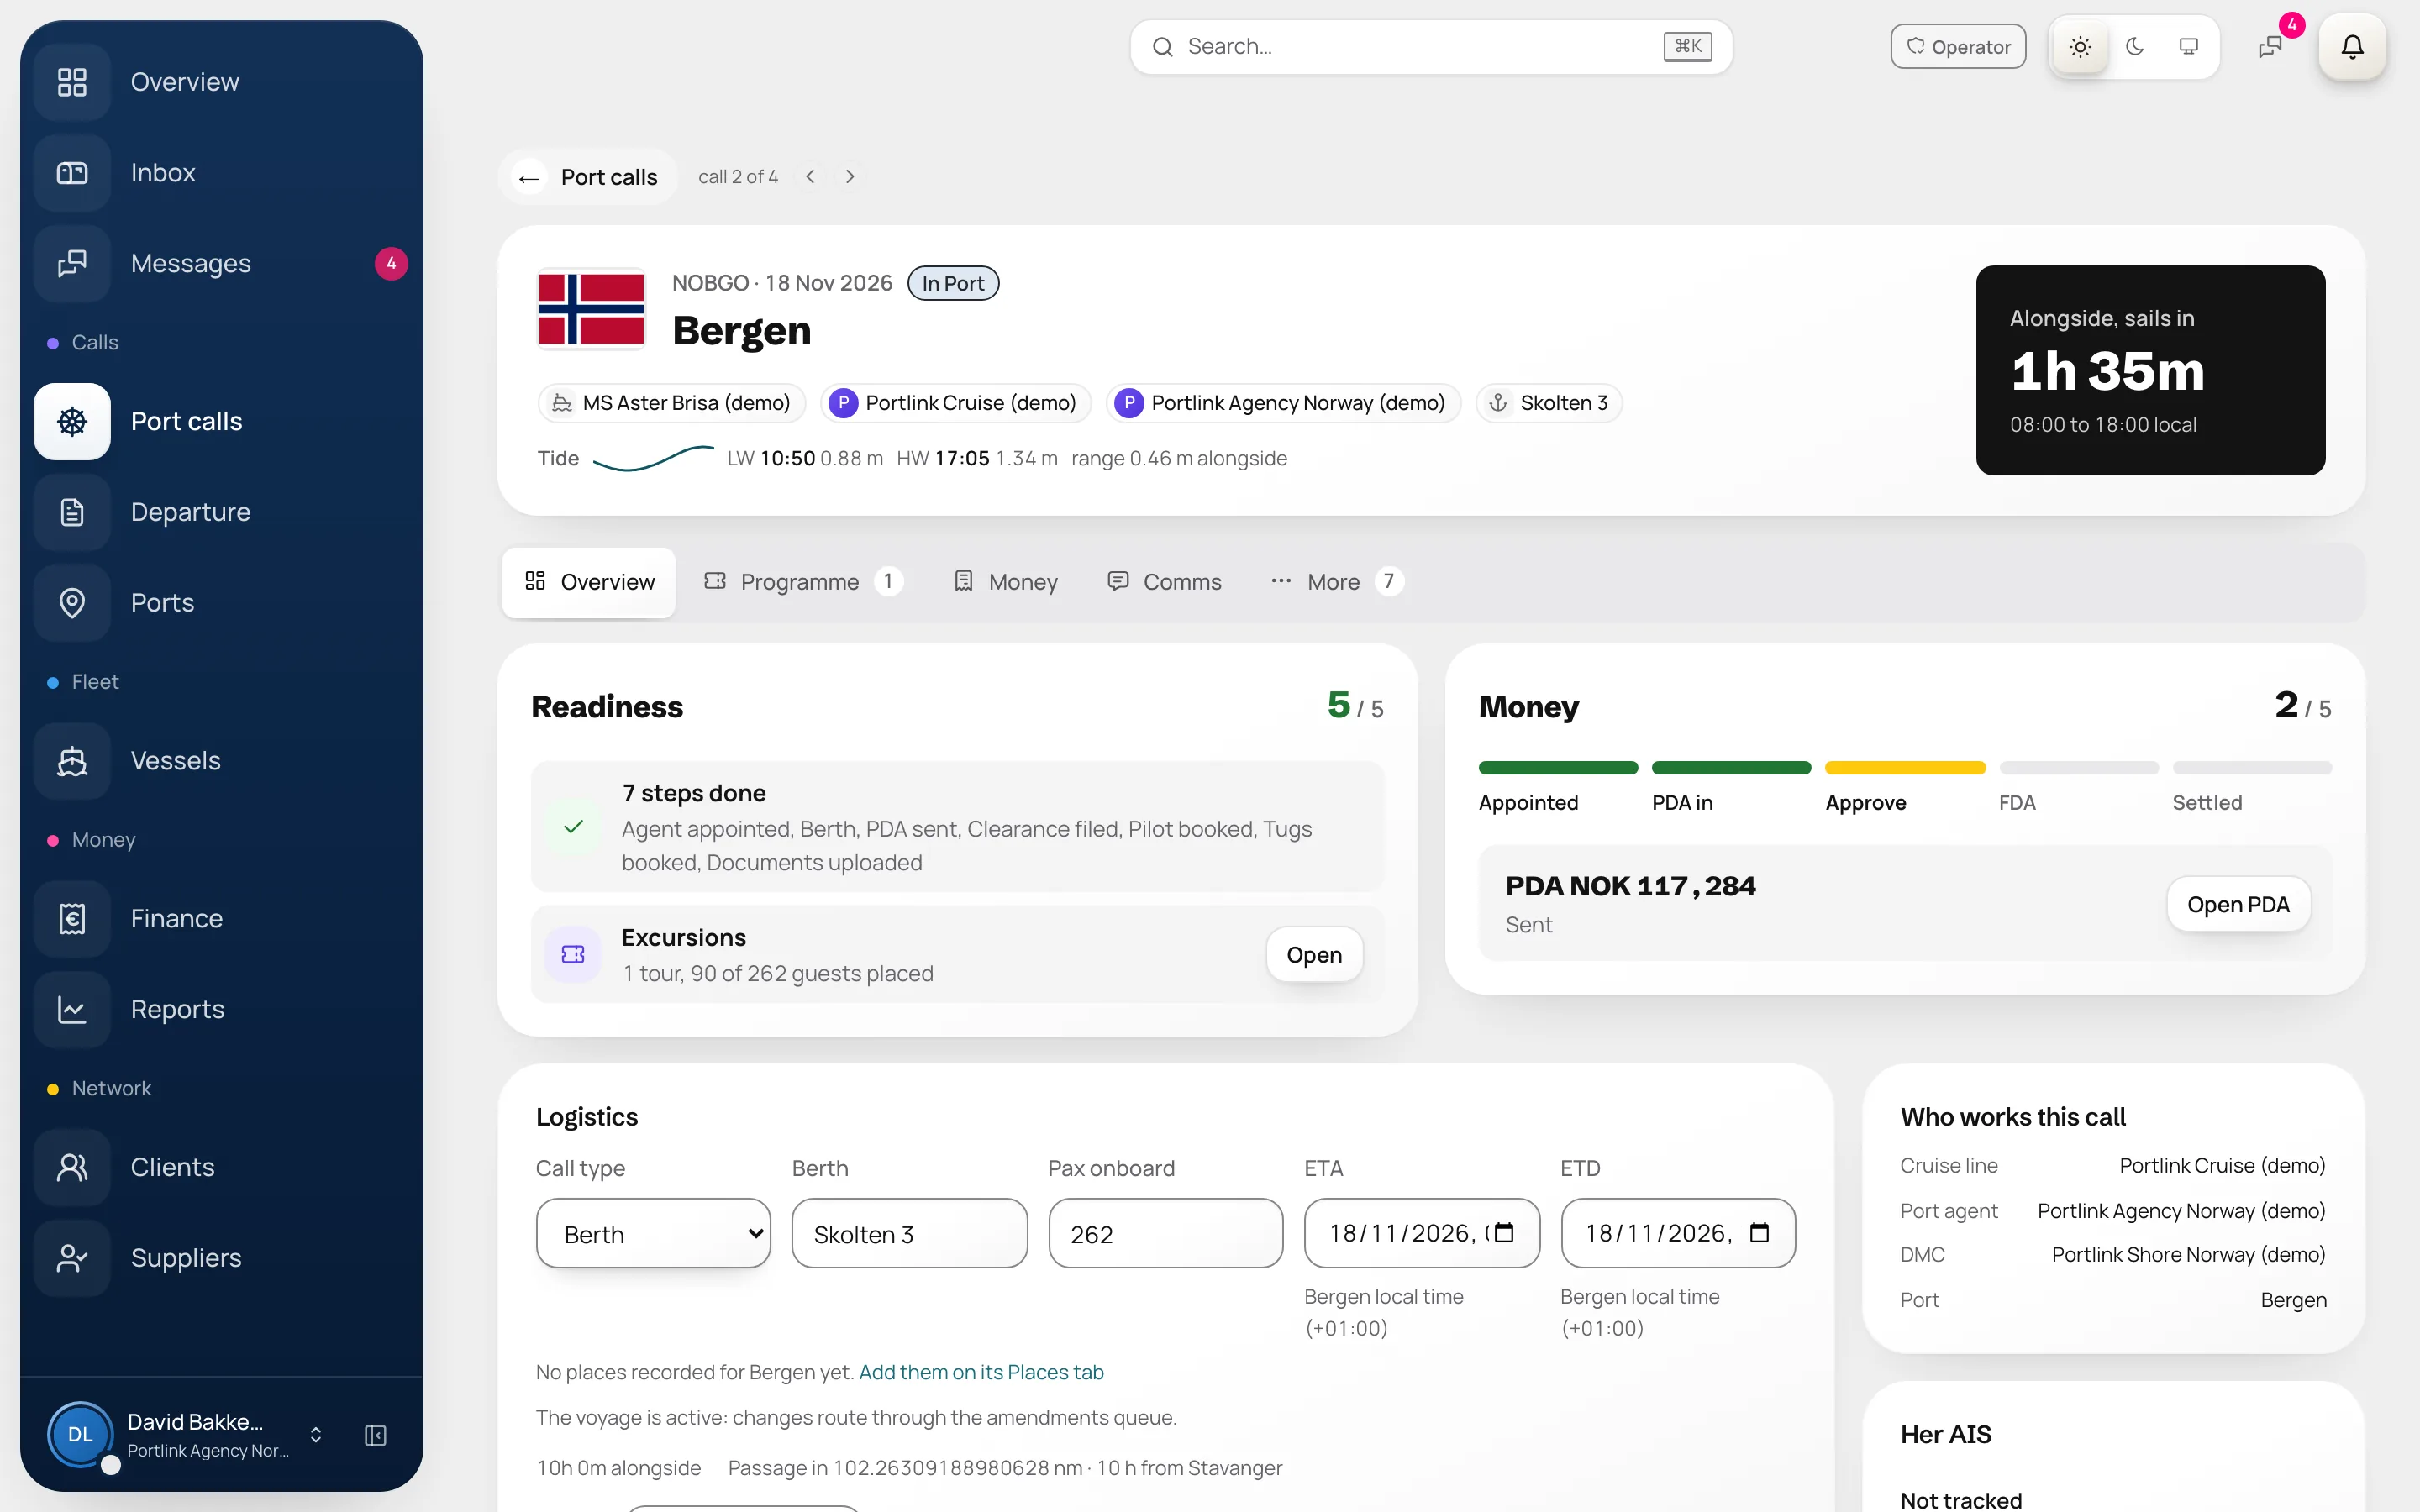 Overview
Inbox
Messages 4
Calls
Port calls
Departure
Ports
Fleet
Vessels
Money
Finance
Reports
Network
Clients
Suppliers
DL
David Bakke...
Portlink Agency Nor...
Search...
⌘K
Operator
4
← Port calls call 2 of 4
NOBGO · 18 Nov 2026 In Port
Bergen
MS Aster Brisa (demo) P Portlink Cruise (demo) P Portlink Agency Norway (demo) Skolten 3
Tide LW 10:50 0.88 m HW 17:05 1.34 m range 0.46 m alongside
Alongside, sails in
1h 35m
08:00 to 18:00 local
Overview Programme 1 Money Comms More 7
Readiness 5 / 5
7 steps done
Agent appointed, Berth, PDA sent, Clearance filed, Pilot booked, Tugs
booked, Documents uploaded
Excursions
1 tour, 90 of 262 guests placed
Open
Money 2 / 5
Appointed PDA in Approve FDA Settled
PDA NOK 117,284
Sent
Open PDA
Logistics
Call type Berth Pax onboard ETA ETD
Berth Skolten 3 262 18/11/2026, 18/11/2026,
Bergen local time Bergen local time
(+01:00) (+01:00)
No places recorded for Bergen yet. Add them on its Places tab
The voyage is active: changes route through the amendments queue.
10h 0m alongside Passage in 102.26309188980628 nm · 10 h from Stavanger
Who works this call
Cruise line Portlink Cruise (demo)
Port agent Portlink Agency Norway (demo)
DMC Portlink Shore Norway (demo)
Port Bergen
Her AIS
Not tracked